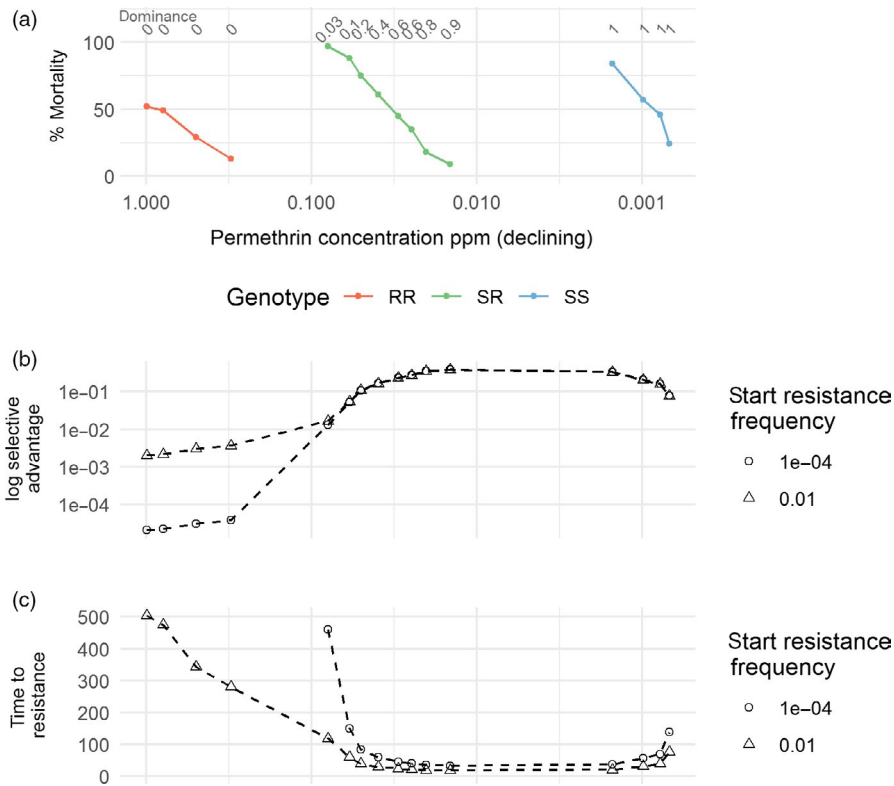 (a)
Dominance
0 0 0 0 0.03 0.1 0.2 0.4 0.6 0.6 0.8 0.9 1 1 1 1
% Mortality
100
50
0
1.000 0.100 0.010 0.001
Permethrin concentration ppm (declining)
Genotype RR SR SS
(b)
log selective
advantage
1e−01
1e−02
1e−03
1e−04
Start resistance
frequency
1e−04
0.01
(c)
Time to
resistance
500
400
300
200
100
0
Start resistance
frequency
1e−04
0.01